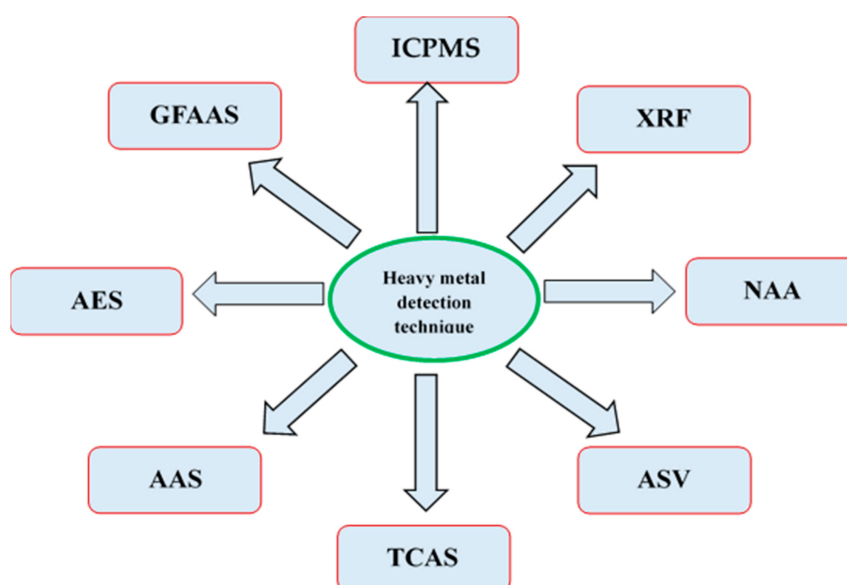 ICPMS
GFAAS
XRF
Heavy metal
detection
technique
AES
NAA
AAS
ASV
TCAS